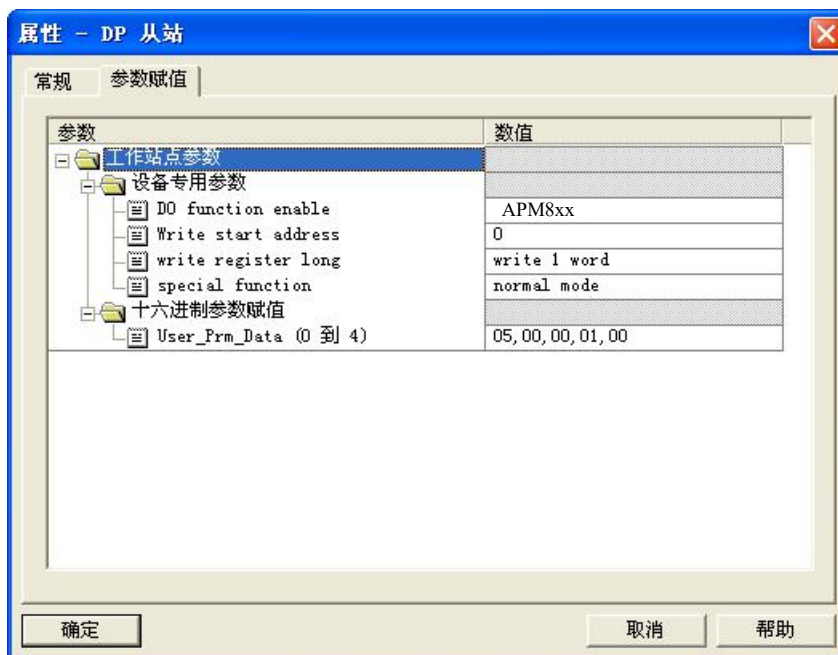 属性 - DP 从站
常规 参数赋值
参数 数值
工作站点参数
设备专用参数
DO function enable APM8xx
Write start address 0
write register long write 1 word
special function normal mode
十六进制参数赋值
User_Prm_Data (0 到 4) 05,00,00,01,00
确定 取消 帮助